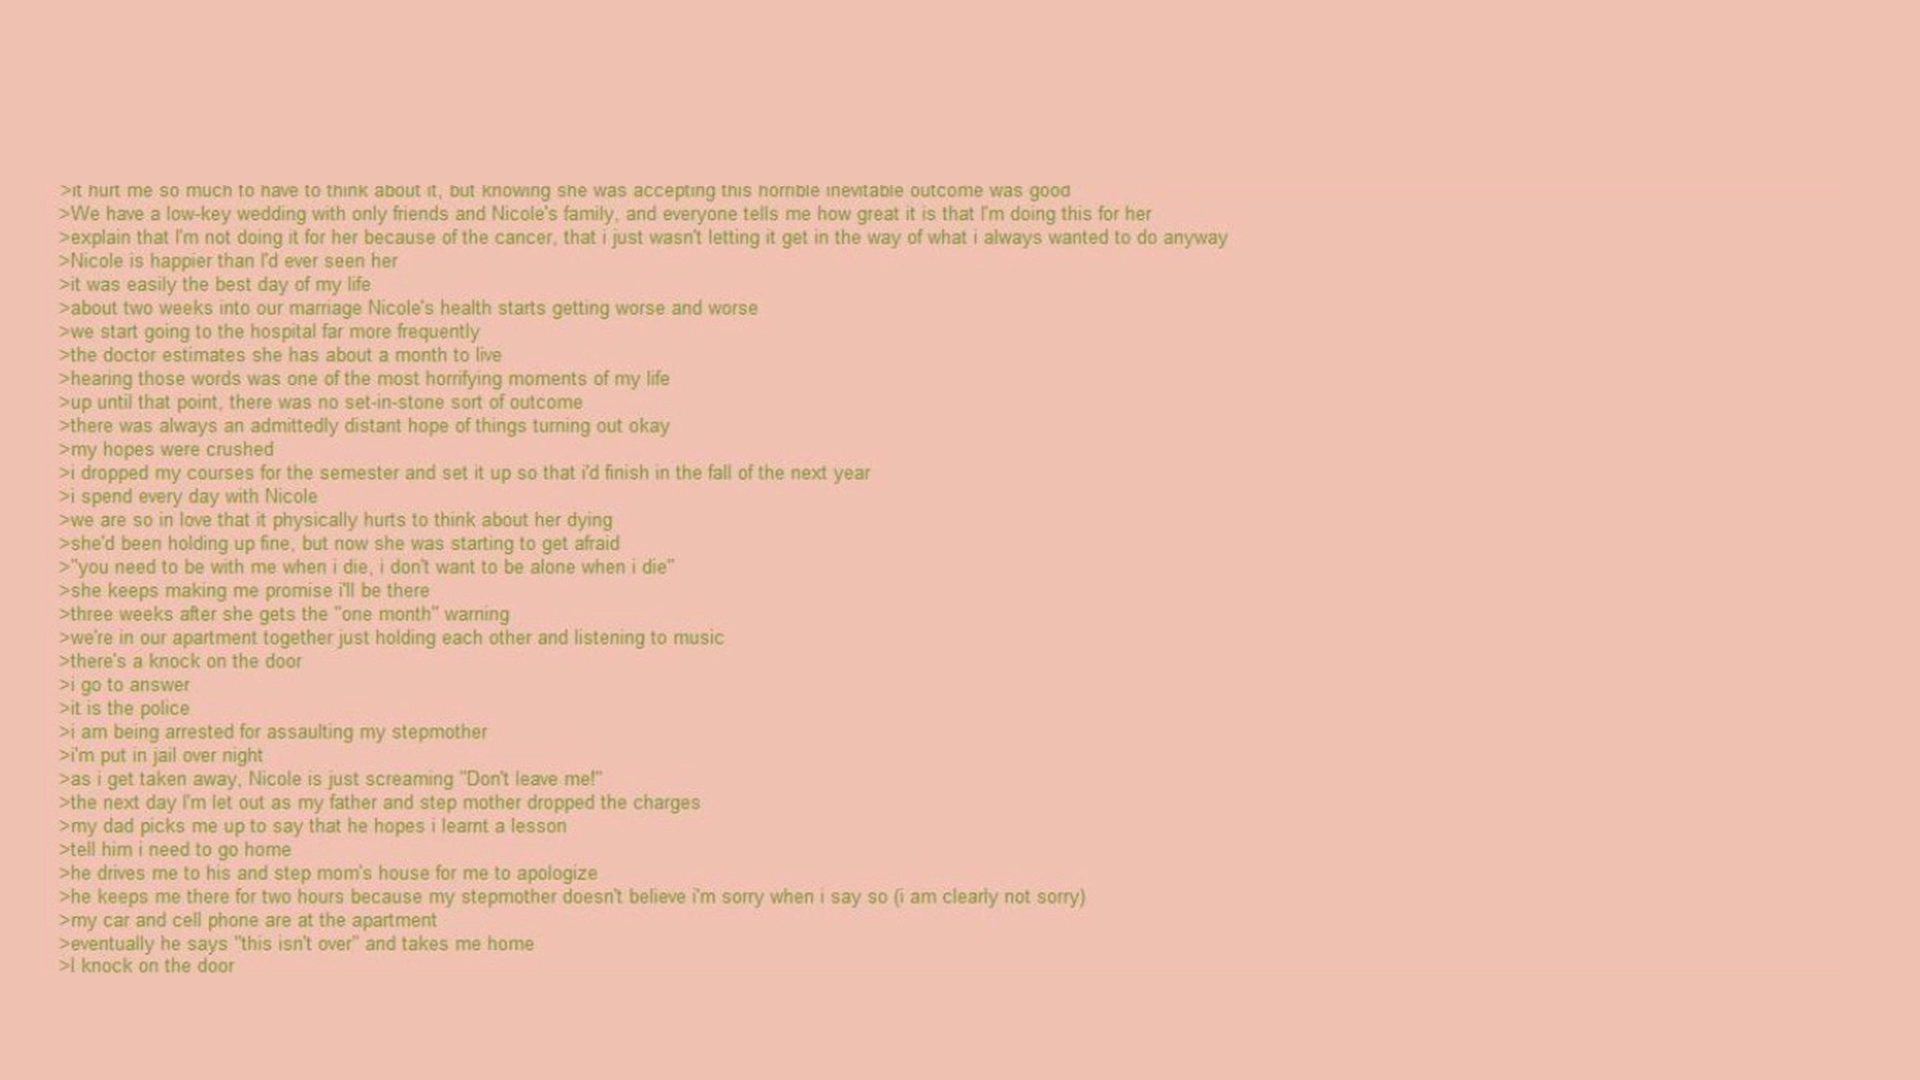 >it hurt me so much to have to think about it, but knowing she was accepting this horrible inevitable outcome was good
>We have a low-key wedding with only friends and Nicole's family, and everyone tells me how great it is that I'm doing this for her
>explain that I'm not doing it for her because of the cancer, that i just wasn't letting it get in the way of what i always wanted to do anyway
>Nicole is happier than I'd ever seen her
>it was easily the best day of my life
>about two weeks into our marriage Nicole's health starts getting worse and worse
>we start going to the hospital far more frequently
>the doctor estimates she has about a month to live
>hearing those words was one of the most horrifying moments of my life
>up until that point, there was no set-in-stone sort of outcome
>there was always an admittedly distant hope of things turning out okay
>my hopes were crushed
>i dropped my courses for the semester and set it up so that i'd finish in the fall of the next year
>i spend every day with Nicole
>we are so in love that it physically hurts to think about her dying
>she'd been holding up fine, but now she was starting to get afraid
>"you need to be with me when i die, i don't want to be alone when i die"
>she keeps making me promise i'll be there
>three weeks after she gets the "one month" warning
>we're in our apartment together just holding each other and listening to music
>there's a knock on the door
>i go to answer
>it is the police
>i am being arrested for assaulting my stepmother
>i'm put in jail over night
>as i get taken away, Nicole is just screaming "Don't leave me!"
>the next day I'm let out as my father and step mother dropped the charges
>my dad picks me up to say that he hopes i learnt a lesson
>tell him i need to go home
>he drives me to his and step mom's house for me to apologize
>he keeps me there for two hours because my stepmother doesn't believe i'm sorry when i say so (i am clearly not sorry)
>my car and cell phone are at the apartment
>eventually he says "this isn't over" and takes me home
>I knock on the door